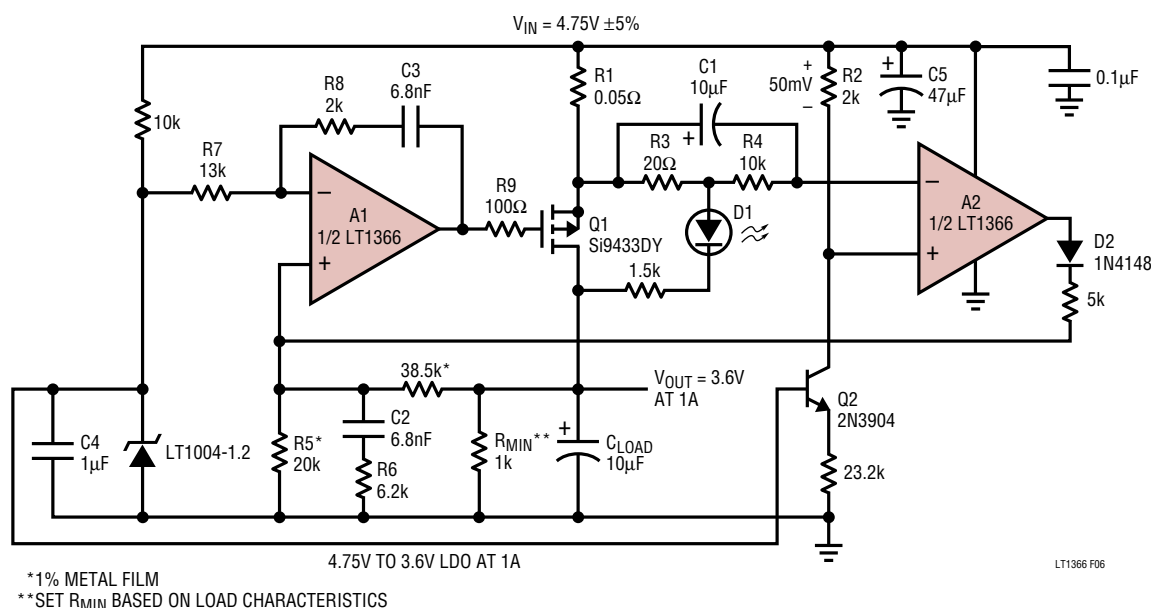 V_IN = 4.75V ±5%
10k
R7
13k
R8
2k
C3
6.8nF
−
A1
1/2 LT1366
+
R9
100Ω
R1
0.05Ω
Q1
Si9433DY
C1
10µF
+
R3
20Ω
R4
10k
D1
1.5k
+
50mV
−
R2
2k
+
C5
47µF
0.1µF
−
A2
1/2 LT1366
+
D2
1N4148
5k
38.5k*
V_OUT = 3.6V
AT 1A
C4
1µF
LT1004-1.2
R5*
20k
C2
6.8nF
R6
6.2k
R_MIN**
1k
+
C_LOAD
10µF
Q2
2N3904
23.2k
4.75V TO 3.6V LDO AT 1A
LT1366 F06
*1% METAL FILM
**SET R_MIN BASED ON LOAD CHARACTERISTICS